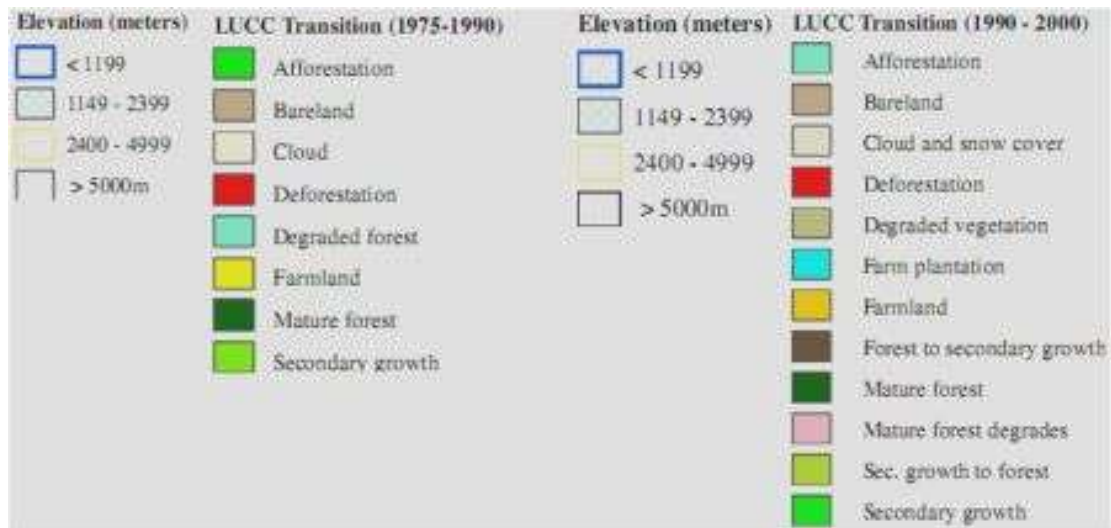 Elevation (meters)
< 1199
1149 - 2399
2400 - 4999
> 5000m
LUCC Transition (1975-1990)
Afforestation
Bareland
Cloud
Deforestation
Degraded forest
Farmland
Mature forest
Secondary growth
Elevation (meters)
< 1199
1149 - 2399
2400 - 4999
> 5000m
LUCC Transition (1990 - 2000)
Afforestation
Bareland
Cloud and snow cover
Deforestation
Degraded vegetation
Farm plantation
Farmland
Forest to secondary growth
Mature forest
Mature forest degrades
Sec. growth to forest
Secondary growth